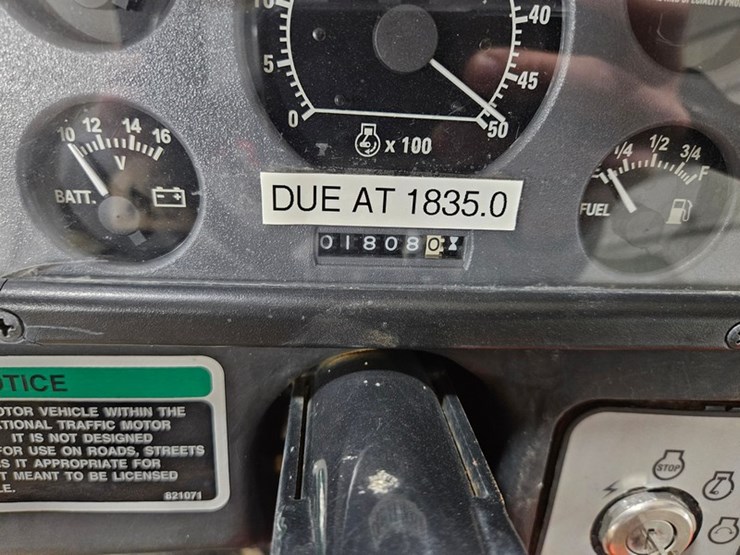 40
5
45
0
50
x 100
10 12 14 16
V
BATT.
1/4 1/2 3/4
F
FUEL
DUE AT 1835.0
018080
OTICE
OTOR VEHICLE WITHIN THE
TIONAL TRAFFIC MOTOR
IT IS NOT DESIGNED
FOR USE ON ROADS, STREETS
S IT APPROPRIATE FOR
T MEANT TO BE LICENSED
LE.
821071
STOP